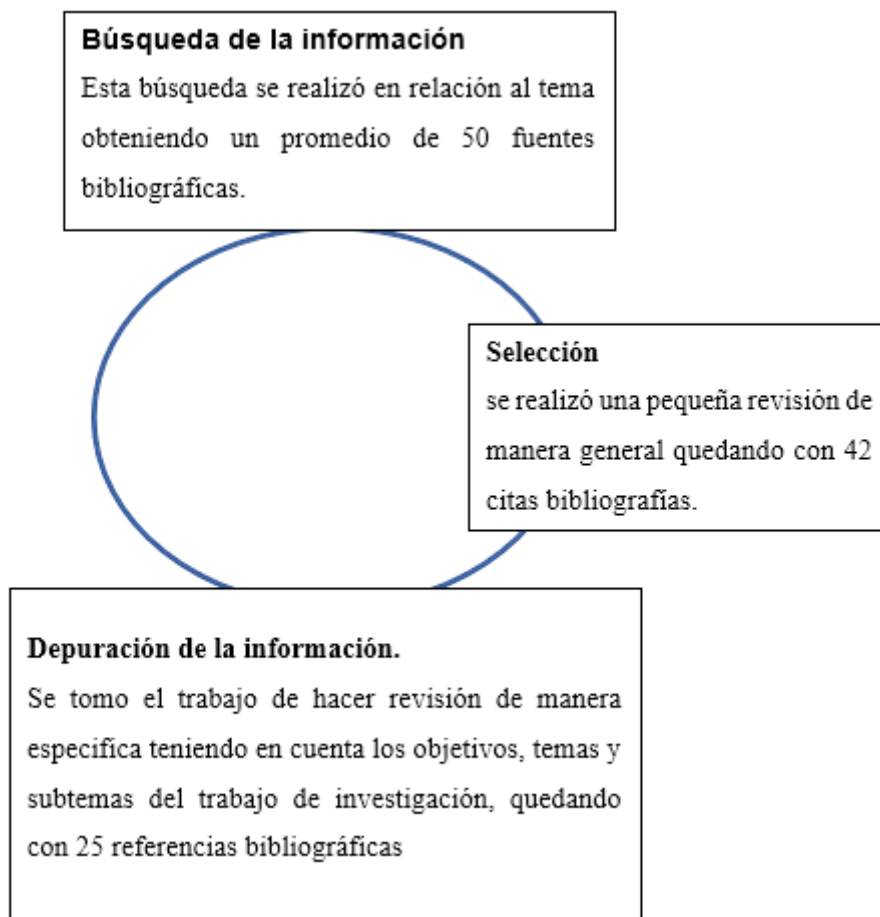 Búsqueda de la información
Esta búsqueda se realizó en relación al tema
obteniendo un promedio de 50 fuentes
bibliográficas.
Selección
se realizó una pequeña revisión de
manera general quedando con 42
citas bibliografías.
Depuración de la información.
Se tomo el trabajo de hacer revisión de manera
especifica teniendo en cuenta los objetivos, temas y
subtemas del trabajo de investigación, quedando
con 25 referencias bibliográficas